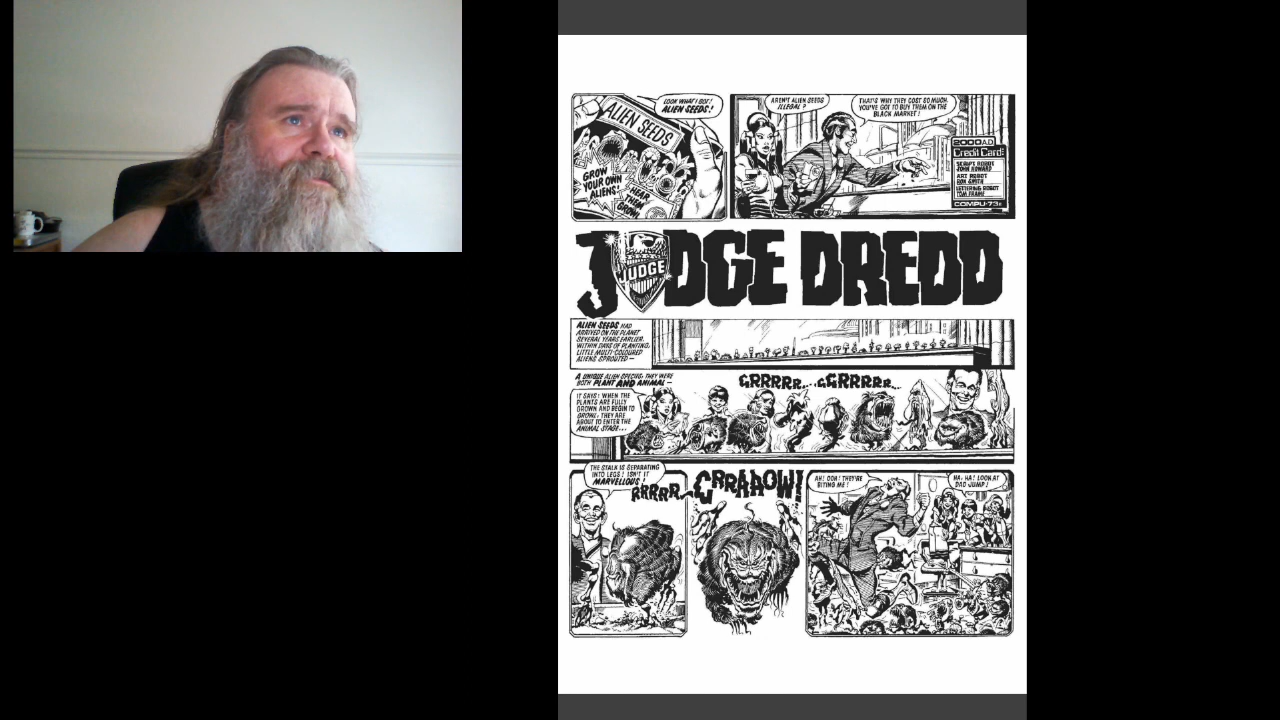 LOOK WHAT I GOT!
ALIEN SEEDS!
ALIEN SEEDS
GROW
YOUR OWN
ALIENS!
WATCH
THEM
GROW
AREN'T ALIEN SEEDS
ILLEGAL?
THAT'S WHY THEY COST SO MUCH.
YOU'VE GOT TO BUY THEM ON THE
BLACK MARKET!
2000 A.D.
Credit Card:
SCRIPT ROBOT
JOHN HOWARD
ART ROBOT
RON SMITH
LETTERING ROBOT
TOM FRAME
COMPU-73E
JUDGE DREDD
JUDGE
ALIEN SEEDS HAD
ARRIVED ON THE PLANET
SEVERAL YEARS EARLIER.
WITHIN DAYS OF PLANTING,
LITTLE MULTI-COLOURED
ALIENS SPROUTED —
A UNIQUE ALIEN SPECIES, THEY WERE
BOTH PLANT AND ANIMAL —
IT SAYS: WHEN THE
PLANTS ARE FULLY
GROWN AND BEGIN TO
GROWL, THEY ARE
ABOUT TO ENTER THE
ANIMAL STAGE...
GRRRRR... GRRRRRR...
THE STALK IS SEPARATING
INTO LEGS! ISN'T IT
MARVELLOUS!
RRRRR—
GRRAAOW!
AH! OOH! THEY'RE
BITING ME!
HA, HA! LOOK AT
DAD JUMP!